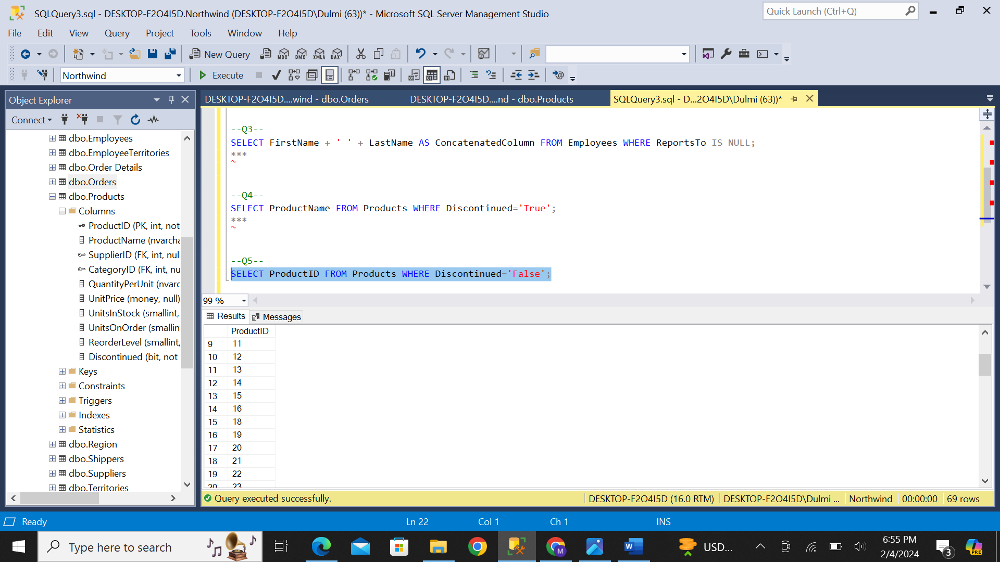 SQLQuery3.sql - DESKTOP-F2O4I5D.Northwind (DESKTOP-F2O4I5D\Dulmi (63))* - Microsoft SQL Server Management Studio
Quick Launch (Ctrl+Q)
File Edit View Query Project Tools Window Help
New Query MDX DMX XMLA DAX
Northwind Execute
Object Explorer
Connect
dbo.Employees
dbo.EmployeeTerritories
dbo.Order Details
dbo.Orders
dbo.Products
Columns
ProductID (PK, int, not
ProductName (nvarcha
SupplierID (FK, int, null
CategoryID (FK, int, nu
QuantityPerUnit (nvarc
UnitPrice (money, null)
UnitsInStock (smallint,
UnitsOnOrder (smallin
ReorderLevel (smallint,
Discontinued (bit, not
Keys
Constraints
Triggers
Indexes
Statistics
dbo.Region
dbo.Shippers
dbo.Suppliers
dbo.Territories
DESKTOP-F2O4I5D....wind - dbo.Orders
DESKTOP-F2O4I5D....nd - dbo.Products
SQLQuery3.sql - D...2O4I5D\Dulmi (63))*
--Q3--
SELECT FirstName + ' ' + LastName AS ConcatenatedColumn FROM Employees WHERE ReportsTo IS NULL;
***
--Q4--
SELECT ProductName FROM Products WHERE Discontinued='True';
***
--Q5--
SELECT ProductID FROM Products WHERE Discontinued='False';
99 %
Results Messages
ProductID
9 11
10 12
11 13
12 14
13 15
14 16
15 18
16 19
17 20
18 21
19 22
20 23
Query executed successfully.
DESKTOP-F2O4I5D (16.0 RTM) DESKTOP-F2O4I5D\Dulmi ... Northwind 00:00:00 69 rows
Ready Ln 22 Col 1 Ch 1 INS
Type here to search
M
W
USD...
6:55 PM
2/4/2024
3
PRE